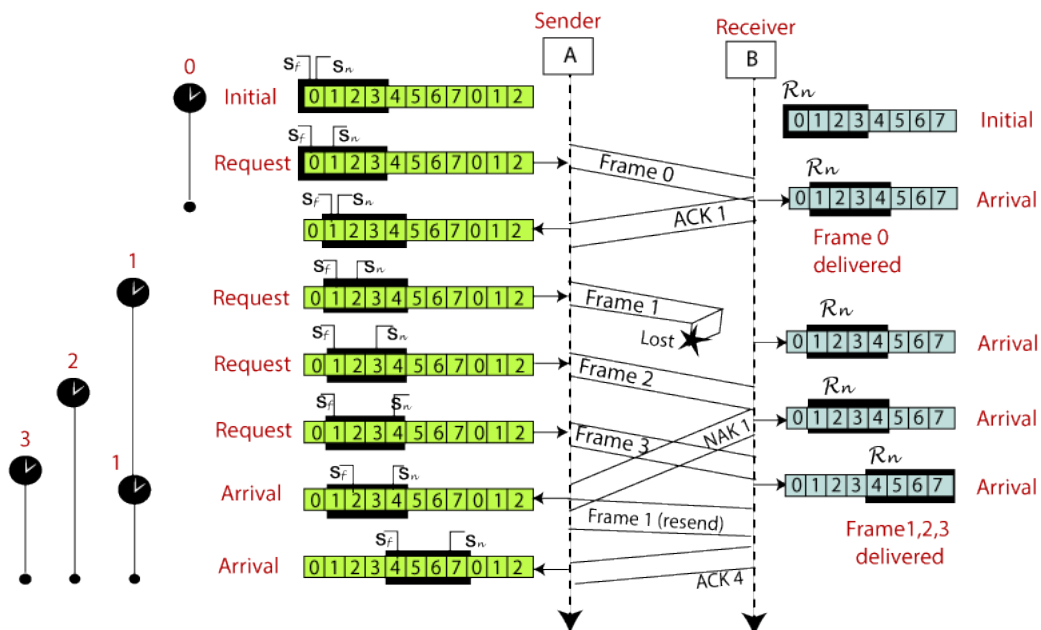 Sender
Receiver
A
B
0
Sf Sn
Initial
0 1 2 3 4 5 6 7 0 1 2
Rn
0 1 2 3 4 5 6 7
Initial
Sf Sn
Request
0 1 2 3 4 5 6 7 0 1 2
Frame 0
Rn
0 1 2 3 4 5 6 7
Arrival
Sf Sn
0 1 2 3 4 5 6 7 0 1 2
ACK 1
Frame 0
delivered
1
Sf Sn
Request
0 1 2 3 4 5 6 7 0 1 2
Frame 1
Lost
Rn
0 1 2 3 4 5 6 7
Arrival
2
Sf Sn
Request
0 1 2 3 4 5 6 7 0 1 2
Frame 2
Rn
0 1 2 3 4 5 6 7
Arrival
3
Sf Sn
Request
0 1 2 3 4 5 6 7 0 1 2
Frame 3
NAK 1
Rn
0 1 2 3 4 5 6 7
Arrival
1
Sf Sn
Arrival
0 1 2 3 4 5 6 7 0 1 2
Frame 1 (resend)
Frame1,2,3
delivered
Sf Sn
Arrival
0 1 2 3 4 5 6 7 0 1 2
ACK 4